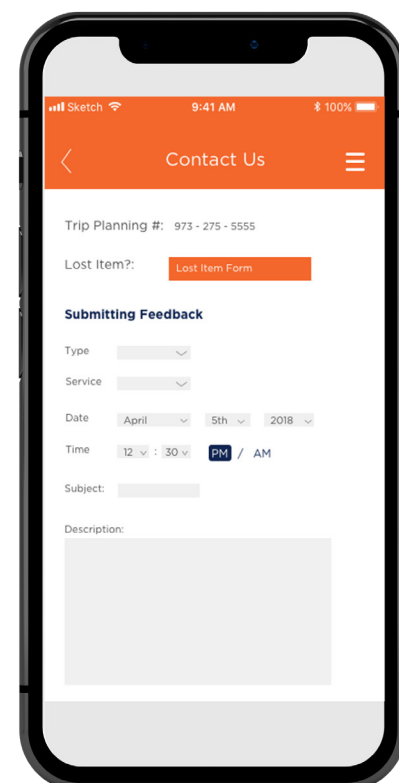 Sketch 9:41 AM 100%
Contact Us
Trip Planning #: 973 - 275 - 5555
Lost Item?: Lost Item Form
Submitting Feedback
Type
Service
Date April 5th 2018
Time 12 : 30 PM / AM
Subject:
Description: